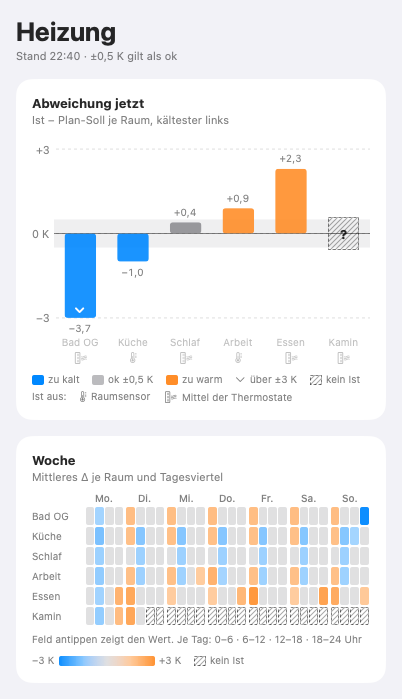 Heizung
Stand 22:40 · ±0,5 K gilt als ok
Abweichung jetzt
Ist – Plan-Soll je Raum, kältester links
+3
+2,3
+0,9
+0,4
0 K
?
−1,0
−3
−3,7
Bad OG Küche Schlaf Arbeit Essen Kamin
zu kalt ok ±0,5 K zu warm über ±3 K kein Ist
Ist aus: Raumsensor Mittel der Thermostate
Woche
Mittleres Δ je Raum und Tagesviertel
Mo. Di. Mi. Do. Fr. Sa. So.
Bad OG
Küche
Schlaf
Arbeit
Essen
Kamin
Feld antippen zeigt den Wert. Je Tag: 0–6 · 6–12 · 12–18 · 18–24 Uhr
−3 K +3 K kein Ist